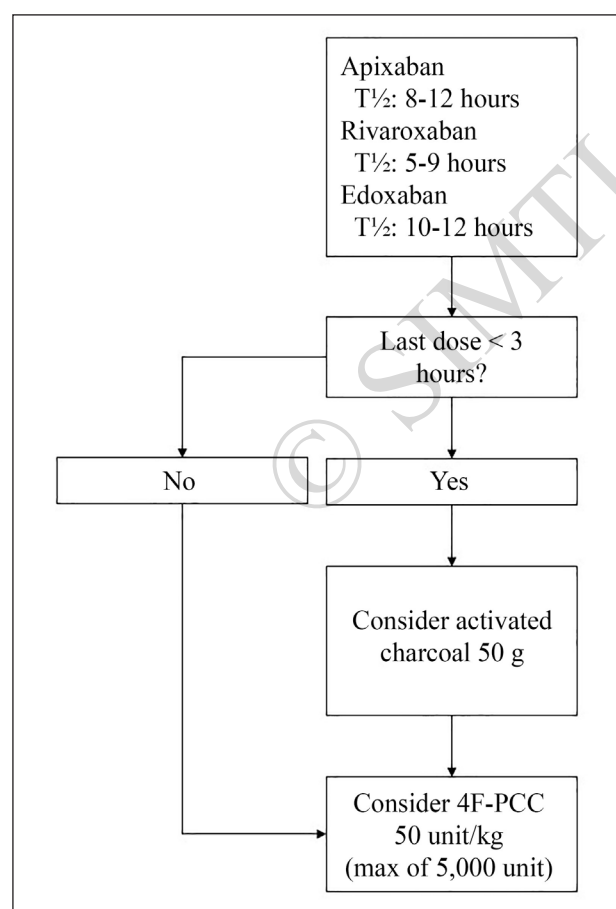 Apixaban
T½: 8-12 hours
Rivaroxaban
T½: 5-9 hours
Edoxaban
T½: 10-12 hours
Last dose < 3
hours?
No
Yes
Consider activated
charcoal 50 g
Consider 4F-PCC
50 unit/kg
(max of 5,000 unit)
© SIMTI